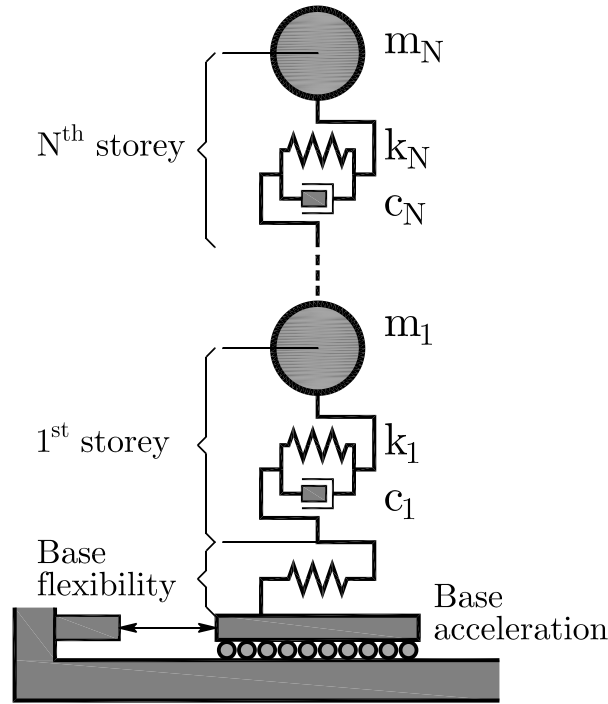 m_N
N^th storey
k_N
c_N
m_1
1^st storey
k_1
c_1
Base
flexibility
Base
acceleration